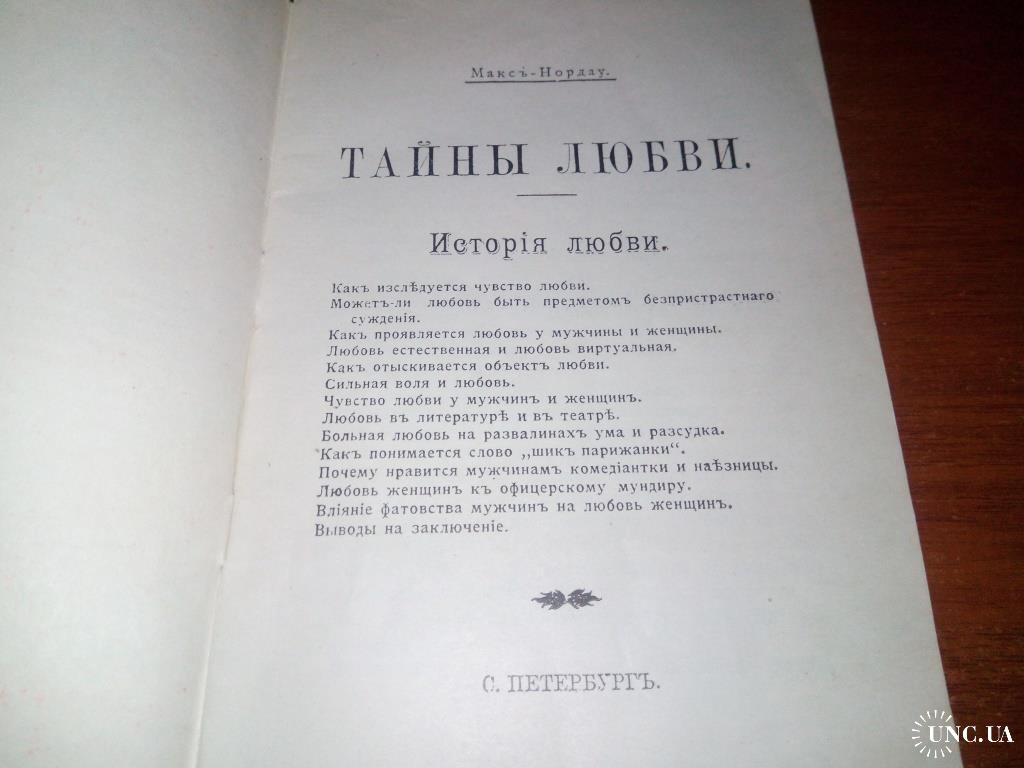 Максъ-Нордау.
ТАЙНЫ ЛЮБВИ.
Исторія любви.
Какъ изслѣдуется чувство любви.
Можетъ-ли любовь быть предметомъ безпристрастнаго
сужденія.
Какъ проявляется любовь у мужчины и женщины.
Любовь естественная и любовь виртуальная.
Какъ отыскивается объектъ любви.
Сильная воля и любовь.
Чувство любви у мужчин и женщинъ.
Любовь въ литературѣ и въ театрѣ.
Больная любовь на развалинахъ ума и разсудка.
Какъ понимается слово „шикъ парижанки“.
Почему нравится мужчинамъ комедіантки и наѣзницы.
Любовь женщинъ къ офицерскому мундиру.
Вліяніе фатовства мужчинъ на любовь женщинъ.
Выводы на заключеніе.
С. ПЕТЕРБУРГЪ.
UNC.UA